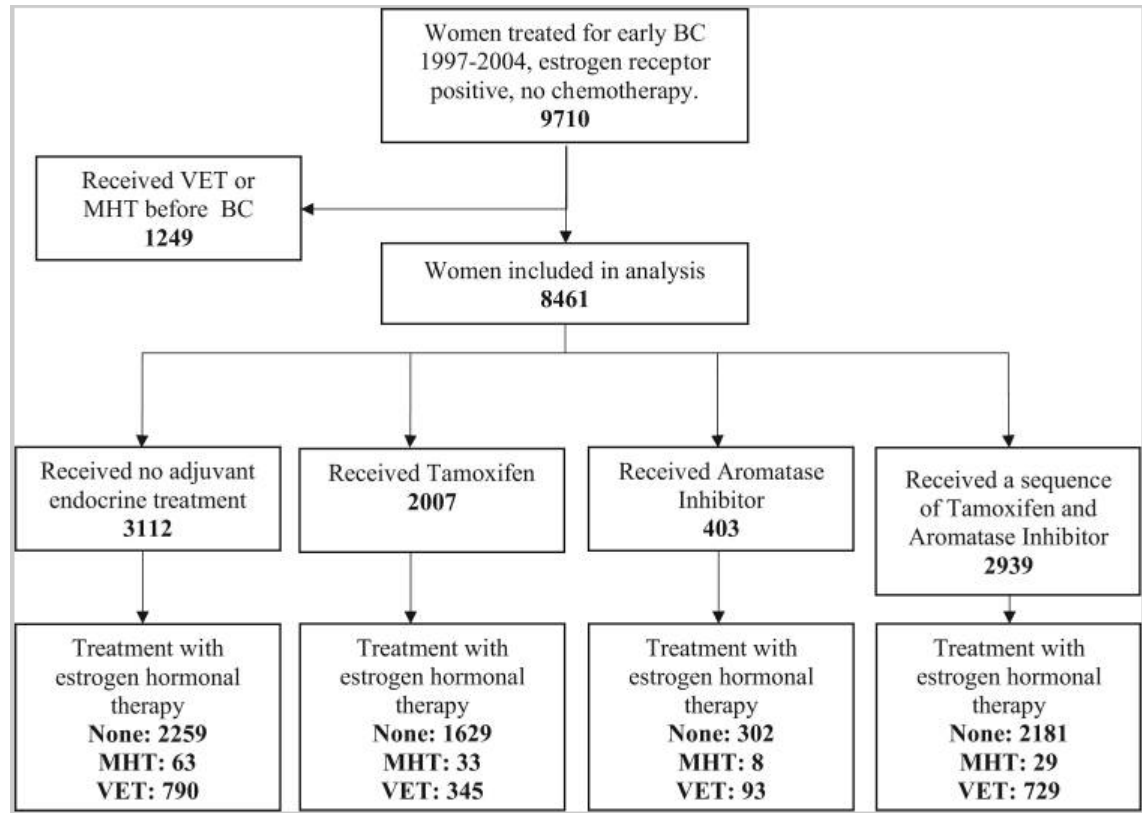 Women treated for early BC
1997-2004, estrogen receptor
positive, no chemotherapy.
9710
Received VET or
MHT before BC
1249
Women included in analysis
8461
Received no adjuvant
endocrine treatment
3112
Received Tamoxifen
2007
Received Aromatase
Inhibitor
403
Received a sequence
of Tamoxifen and
Aromatase Inhibitor
2939
Treatment with
estrogen hormonal
therapy
None: 2259
MHT: 63
VET: 790
Treatment with
estrogen hormonal
therapy
None: 1629
MHT: 33
VET: 345
Treatment with
estrogen hormonal
therapy
None: 302
MHT: 8
VET: 93
Treatment with
estrogen hormonal
therapy
None: 2181
MHT: 29
VET: 729